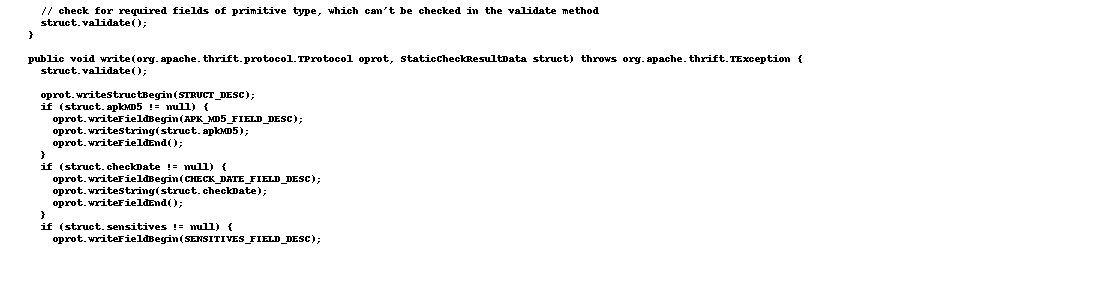 // check for required fields of primitive type, which can't be checked in the validate method
struct.validate();
}
public void write(org.apache.thrift.protocol.TProtocol oprot, StaticCheckResultData struct) throws org.apache.thrift.TException {
struct.validate();
oprot.writeStructBegin(STRUCT_DESC);
if (struct.apkMD5 != null) {
oprot.writeFieldBegin(APK_MD5_FIELD_DESC);
oprot.writeString(struct.apkMD5);
oprot.writeFieldEnd();
}
if (struct.checkDate != null) {
oprot.writeFieldBegin(CHECK_DATE_FIELD_DESC);
oprot.writeString(struct.checkDate);
oprot.writeFieldEnd();
}
if (struct.sensitives != null) {
oprot.writeFieldBegin(SENSITIVES_FIELD_DESC);